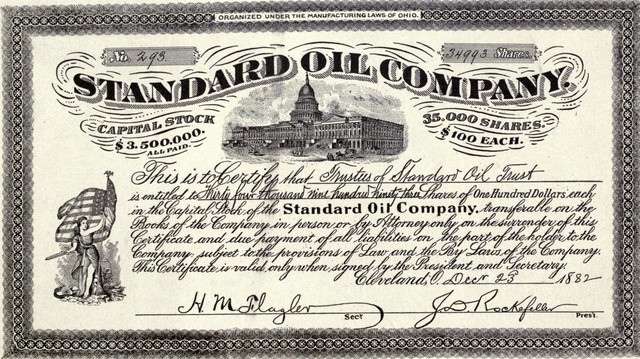 ORGANIZED UNDER THE MANUFACTURING LAWS OF OHIO.
No. 293
34993 Shares
STANDARD OIL COMPANY.
CAPITAL STOCK
$3.500.000.
ALL PAID.
35.000 SHARES.
$100 EACH.
This is to Certify that Trustees of Standard Oil Trust
is entitled to Thirty four thousand nine hundred ninety three Shares of One Hundred Dollars each
in the Capital Stock of the Standard Oil Company, transferable on the
Books of the Company in person or by Attorney only on the surrender of this
Certificate and due payment of all liabilities on the part of the holder to the
Company, subject to the provisions of Law and the By Laws of the Company.
This Certificate is valid only when signed by the President and Secretary.
Cleveland, O. Decr 23 1882
H. M. Flagler Secy J. D. Rockefeller Prest.